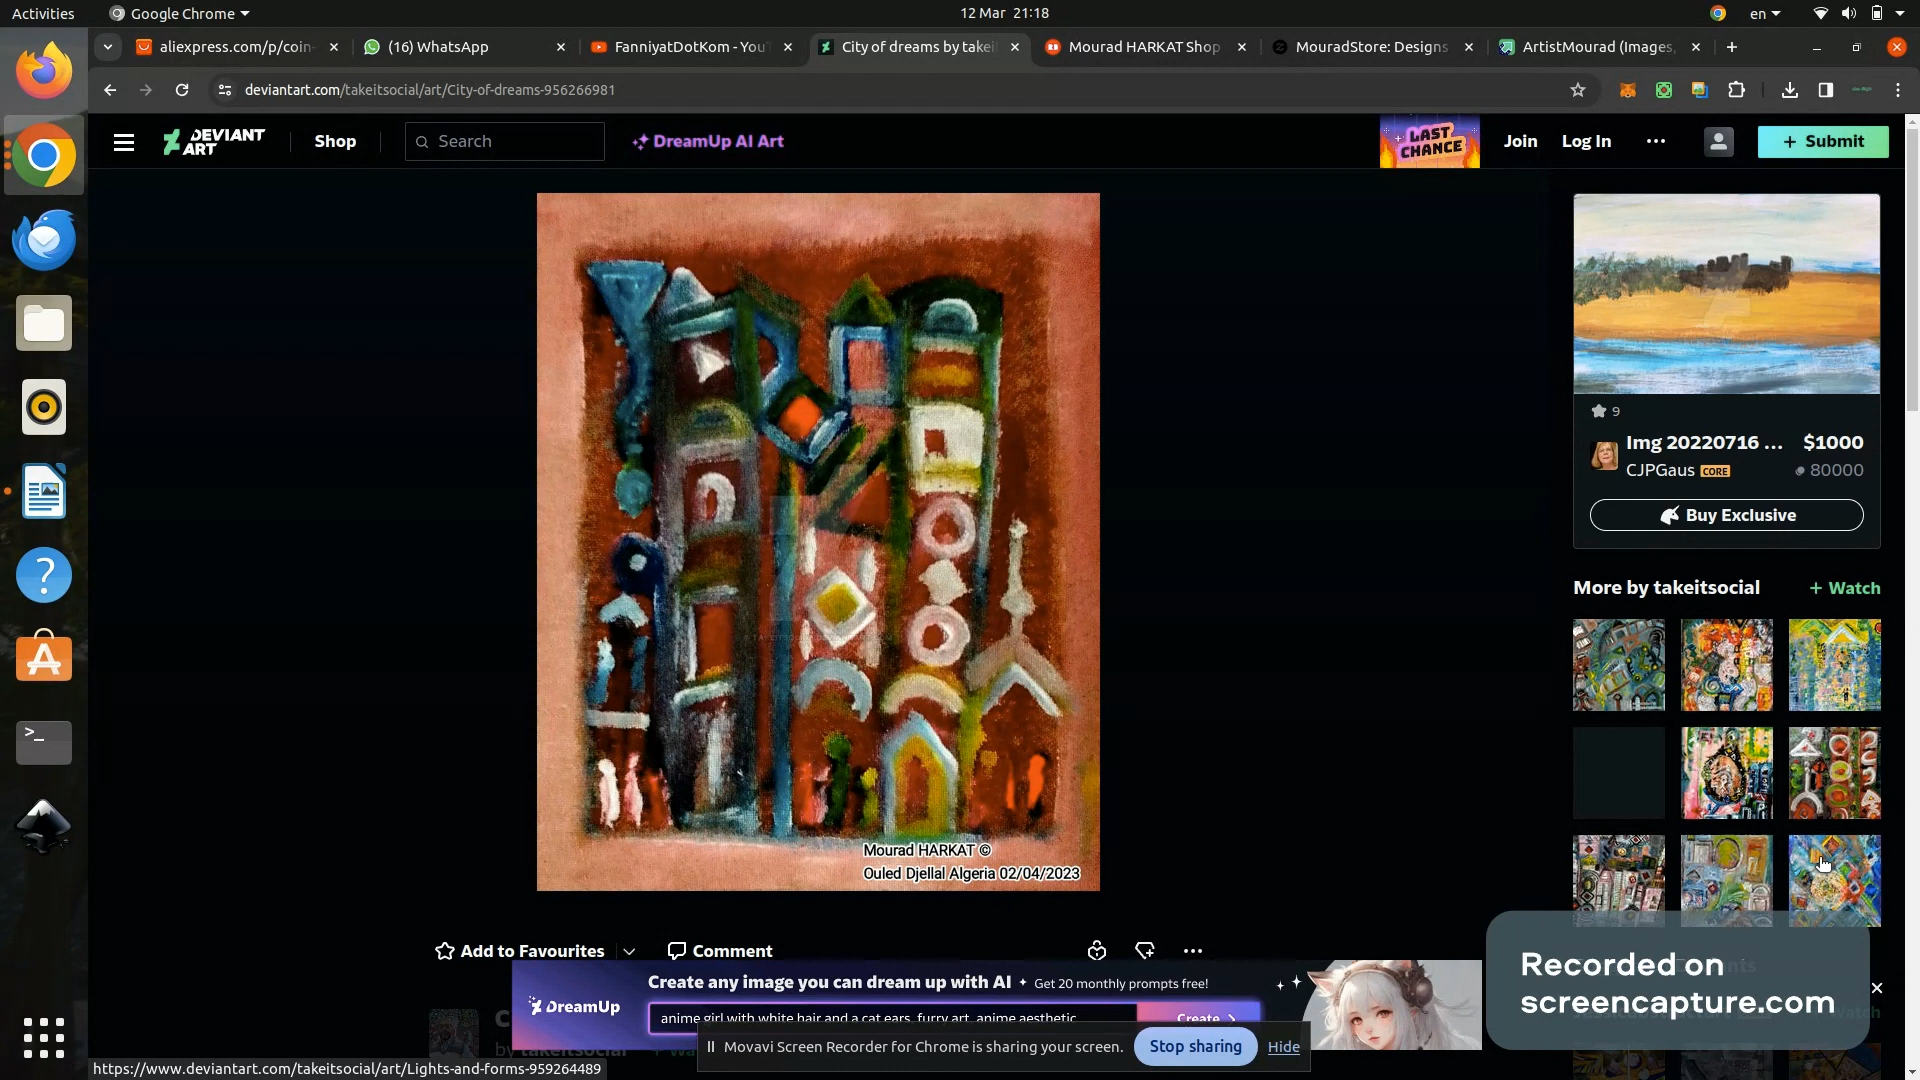 Activities
Google Chrome
12 Mar 21:18
en
aliexpress.com/p/coin-
(16) WhatsApp
FanniyatDotKom - YouT
City of dreams by takei
Mourad HARKAT Shop
MouradStore: Designs
ArtistMourad (Images,
deviantart.com/takeitsocial/art/City-of-dreams-956266981
DEVIANT ART
Shop
Search
DreamUp AI Art
LAST CHANCE
Join
Log In
Submit
9
Img 20220716 ...
$1000
CJPGaus
CORE
80000
Buy Exclusive
More by takeitsocial
+ Watch
Mourad HARKAT ©
Ouled Djellal Algeria 02/04/2023
Add to Favourites
Comment
DreamUp
Create any image you can dream up with AI
Get 20 monthly prompts free!
anime girl with white hair and a cat ears, furry art, anime aesthetic
Create
by takeitsocial
Movavi Screen Recorder for Chrome is sharing your screen.
Stop sharing
Hide
Recorded on
screencapture.com
https://www.deviantart.com/takeitsocial/art/Lights-and-forms-959264489